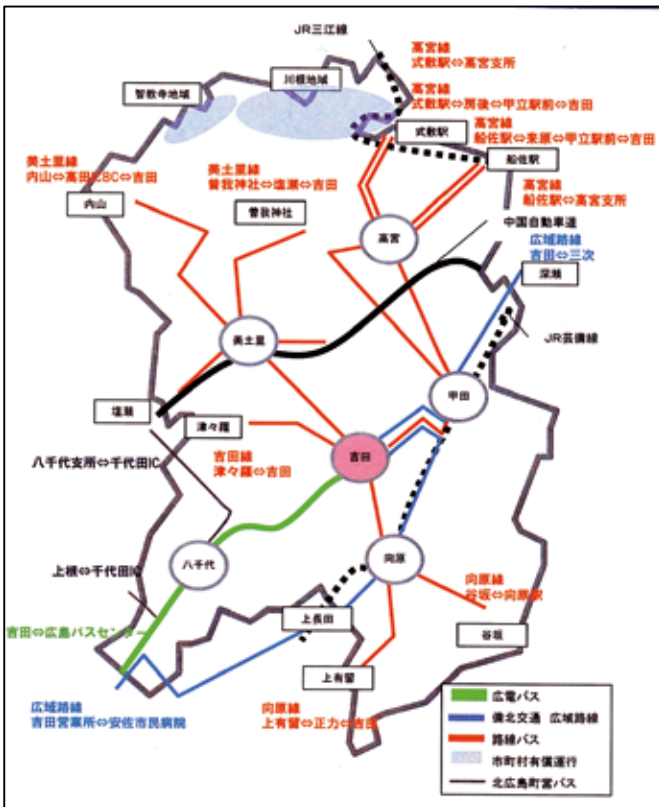 JR三江線
高宮線
式敷駅⇔高宮支所
川根地域
智教寺地域
高宮線
式敷駅⇔房後⇔甲立駅前⇔吉田
式敷駅
高宮線
船佐駅⇔来原⇔甲立駅前⇔吉田
船佐駅
美土里線
内山⇔高田IC BC⇔吉田
美土里線
曽我神社⇔塩瀬⇔吉田
内山
曽我神社
高宮線
船佐駅⇔高宮支所
高宮
中国自動車道
広域路線
吉田⇔三次
深瀬
美土里
JR芸備線
塩瀬
津々羅
甲田
吉田
八千代支所⇔千代田IC
吉田線
津々羅⇔吉田
八千代
向原
上根⇔千代田IC
向原線
谷坂⇔向原駅
吉田⇔広島バスセンター
上長田
谷坂
上有留
広域路線
吉田営業所⇔安佐市民病院
向原線
上有留⇔正力⇔吉田
広電バス
備北交通 広域路線
路線バス
市町村有償運行
北広島町営バス